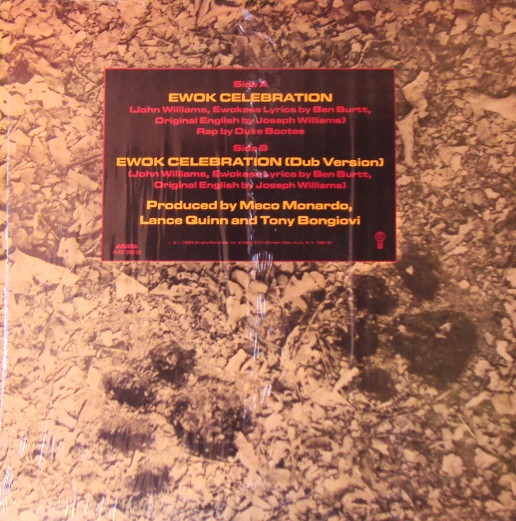 Side A
EWOK CELEBRATION
(John Williams, Ewokese Lyrics by Ben Burtt,
Original English by Joseph Williams)
Rap by Duke Bootee
Side B
EWOK CELEBRATION (Dub Version)
(John Williams, Ewokese Lyrics by Ben Burtt,
Original English by Joseph Williams)
Produced by Meco Monardo,
Lance Quinn and Tony Bongiovi
ARISTA